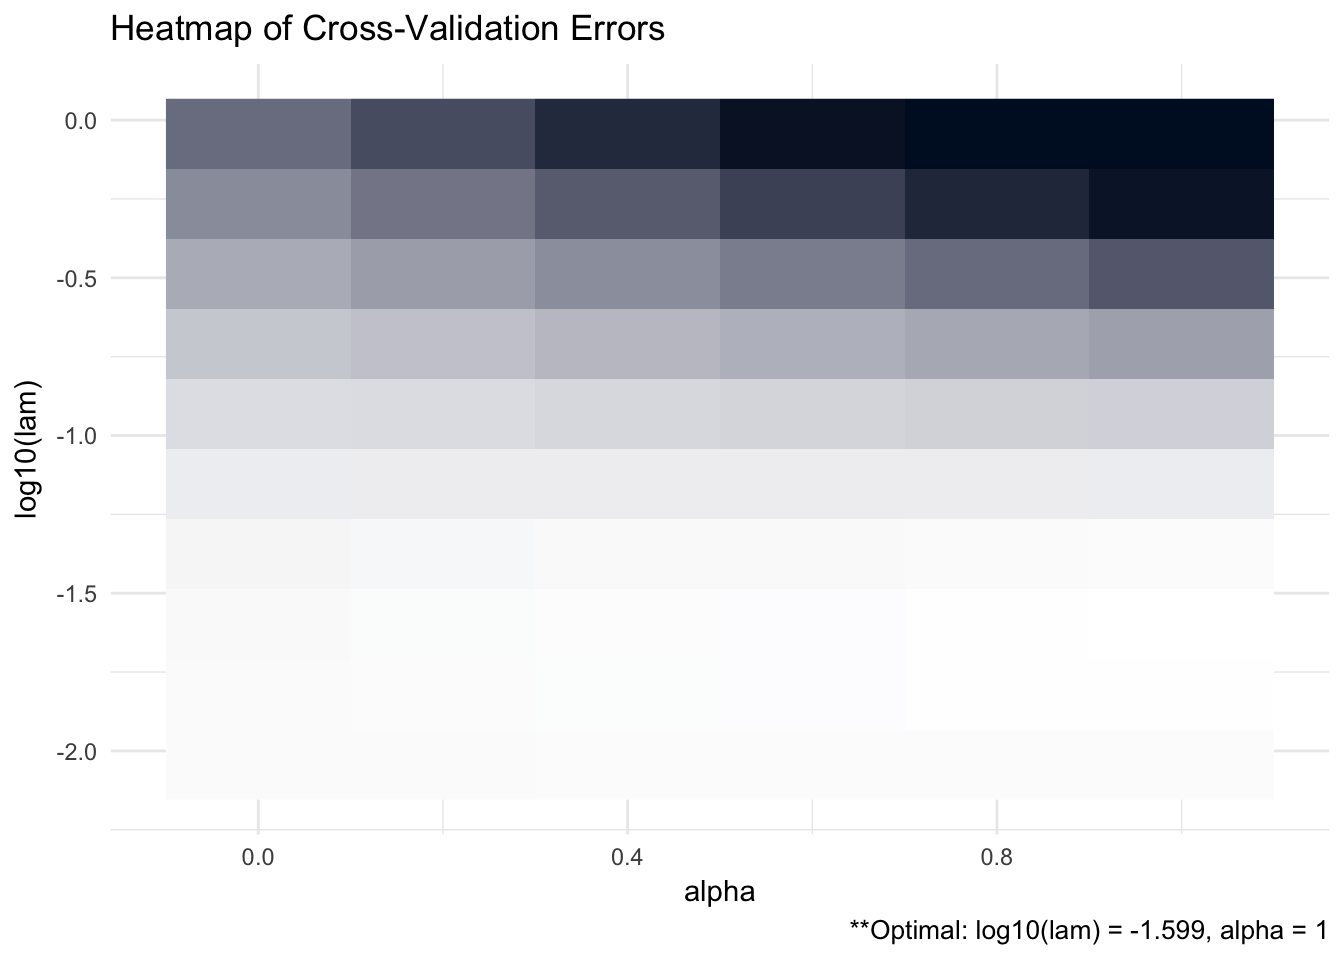 Heatmap of Cross-Validation Errors
0.0
-0.5
-1.0
-1.5
-2.0
log10(lam)
0.0
0.4
0.8
alpha
**Optimal: log10(lam) = -1.599, alpha = 1